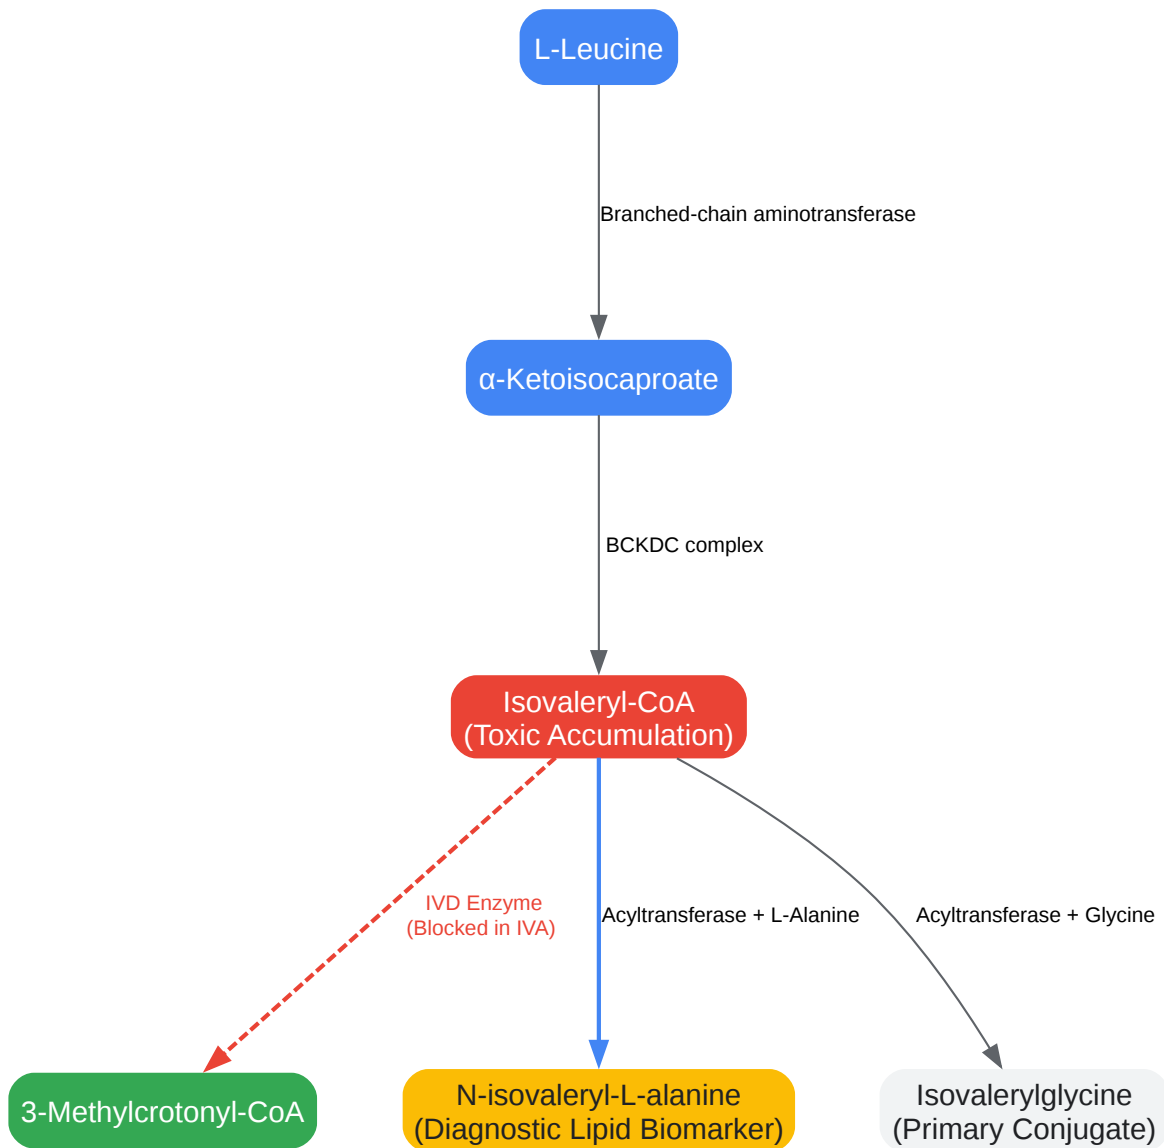 L-Leucine
Branched-chain aminotransferase
α-Ketoisocaproate
BCKDC complex
Isovaleryl-CoA
(Toxic Accumulation)
IVD Enzyme
(Blocked in IVA)
Acyltransferase + L-Alanine
Acyltransferase + Glycine
3-Methylcrotonyl-CoA
N-isovaleryl-L-alanine
(Diagnostic Lipid Biomarker)
Isovalerylglycine
(Primary Conjugate)